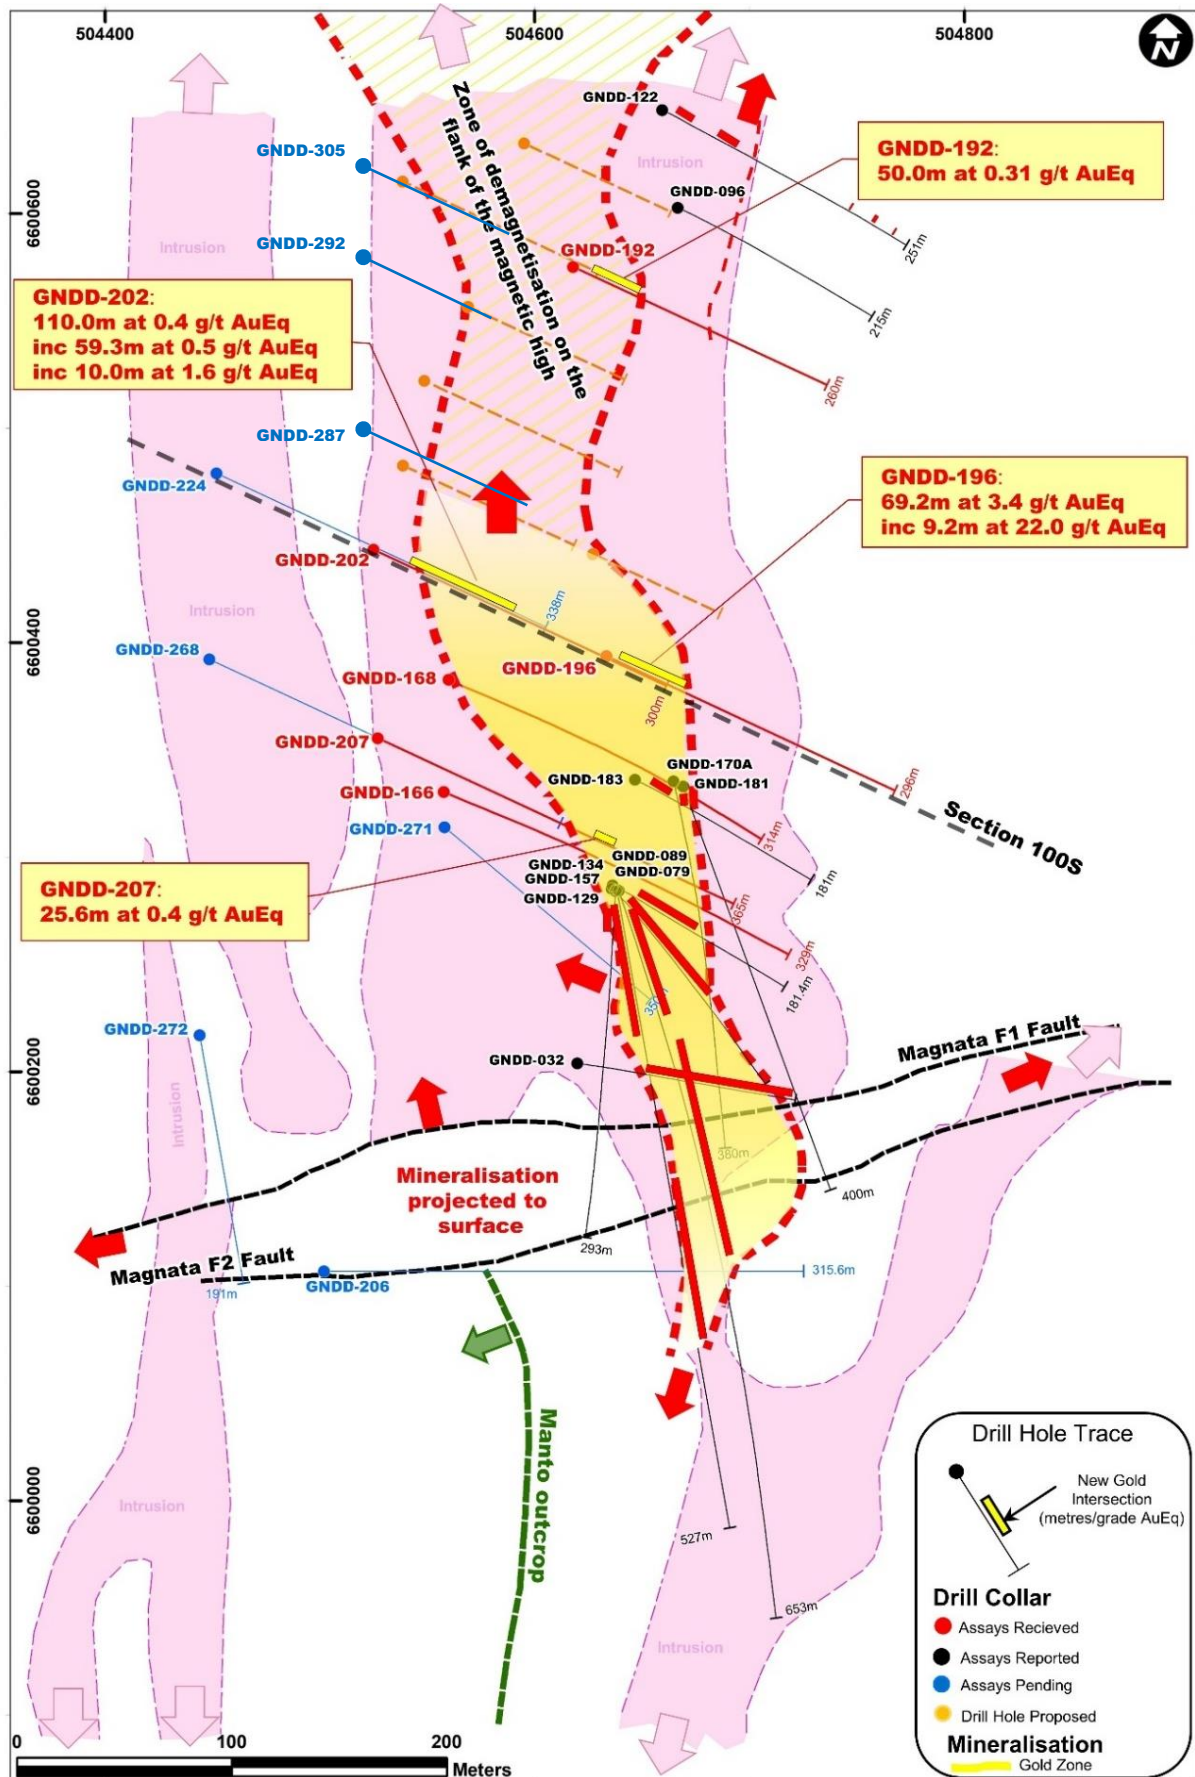 504400
504600
504800
N
GNDD-122
GNDD-305
Zone of demagnetisation on the
flank of the magnetic high
Intrusion
GNDD-192:
50.0m at 0.31 g/t AuEq
GNDD-096
6600600
Intrusion
GNDD-292
GNDD-192
251m
GNDD-202:
110.0m at 0.4 g/t AuEq
inc 59.3m at 0.5 g/t AuEq
inc 10.0m at 1.6 g/t AuEq
215m
260m
GNDD-287
GNDD-224
GNDD-196:
69.2m at 3.4 g/t AuEq
inc 9.2m at 22.0 g/t AuEq
GNDD-202
Intrusion
338m
6600400
GNDD-268
GNDD-168
GNDD-196
300m
GNDD-207
GNDD-170A
GNDD-183
GNDD-181
296m
GNDD-166
Section 100S
GNDD-271
314m
GNDD-089
GNDD-134
GNDD-079
GNDD-157
GNDD-129
181m
GNDD-207:
25.6m at 0.4 g/t AuEq
365m
329m
181.4m
350m
GNDD-272
GNDD-032
Magnata F1 Fault
6600200
Intrusion
380m
Mineralisation
projected to
surface
400m
293m
Magnata F2 Fault
191m
GNDD-206
315.6m
Manto outcrop
6600000
Intrusion
527m
653m
Intrusion
Drill Hole Trace
New Gold
Intersection
(metres/grade AuEq)
Drill Collar
Assays Recieved
Assays Reported
Assays Pending
Drill Hole Proposed
Mineralisation
Gold Zone
0
100
200
Meters